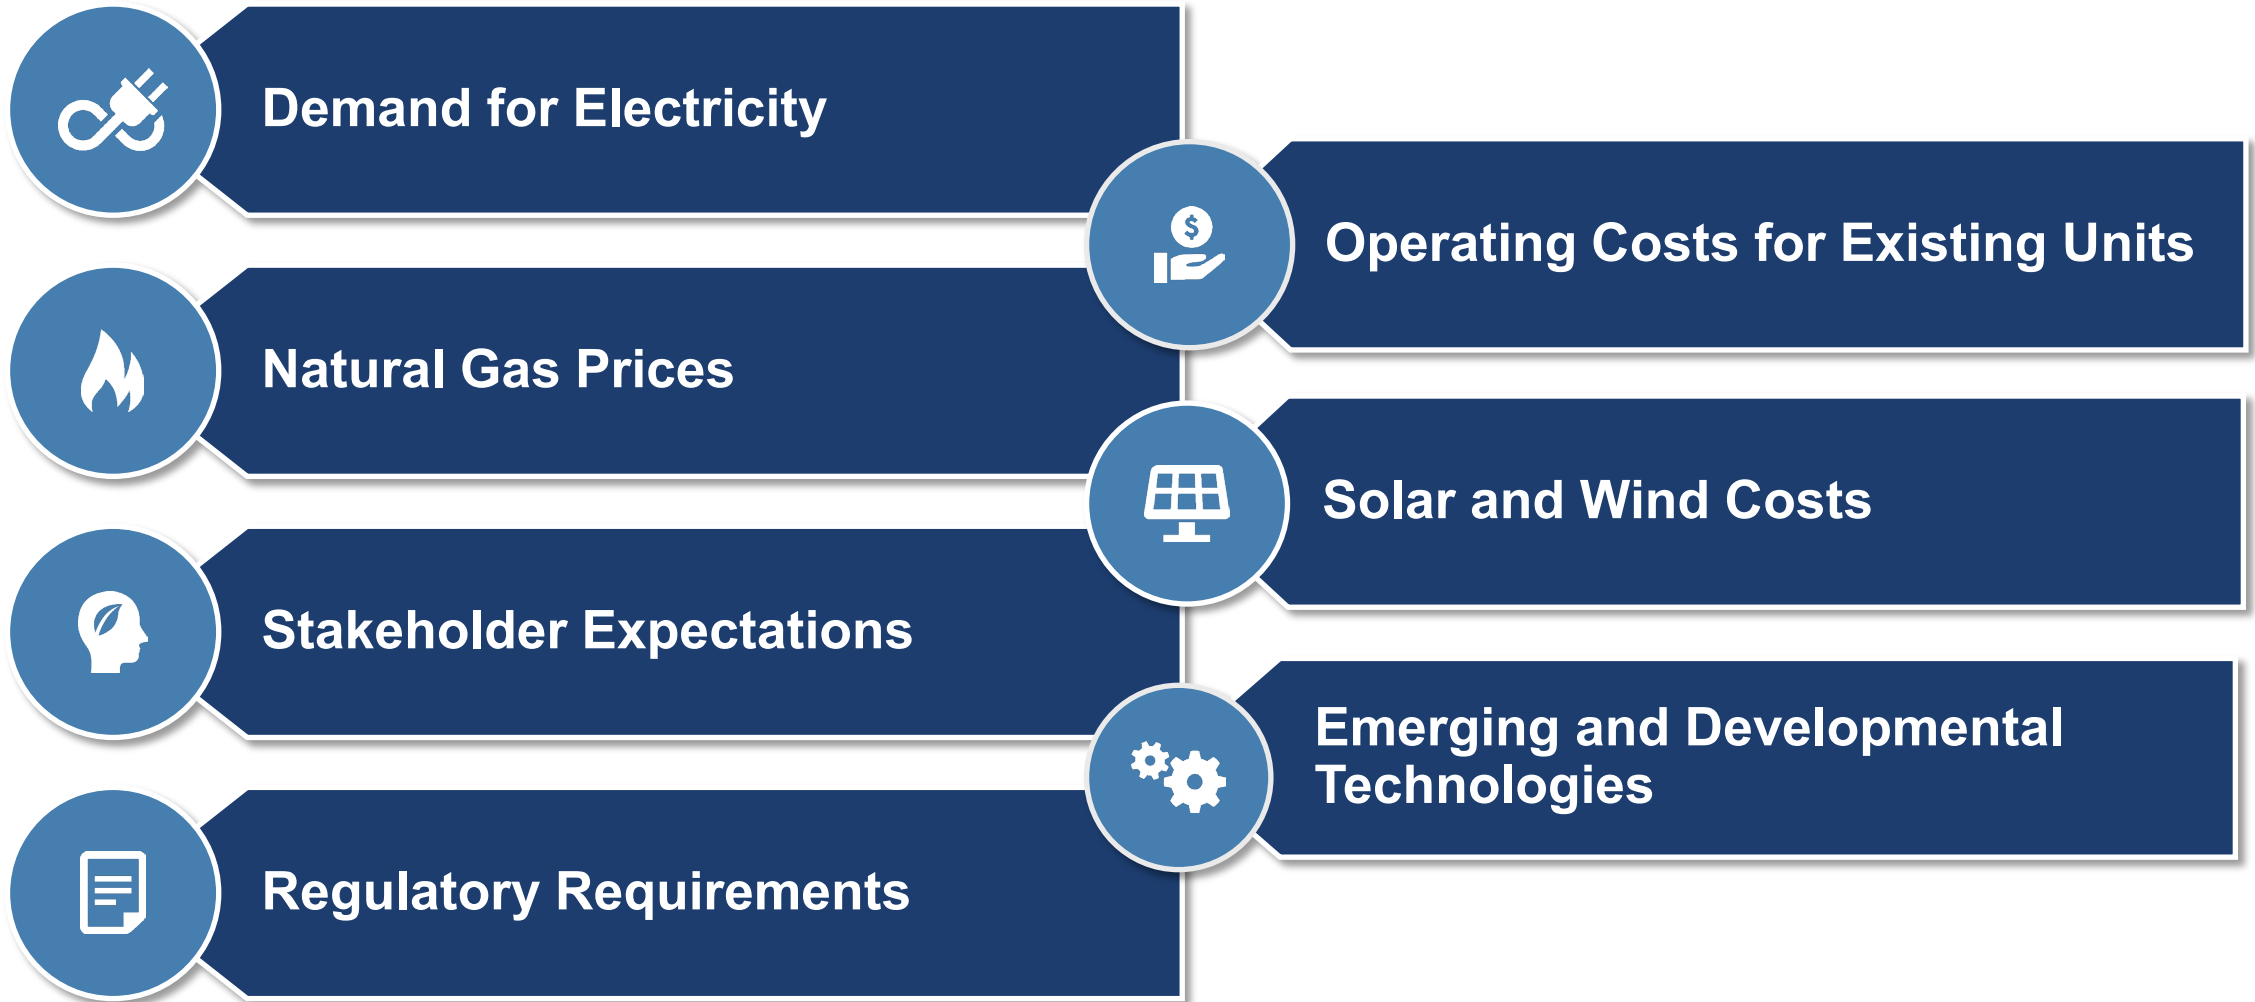 Demand for Electricity
Operating Costs for Existing Units
Natural Gas Prices
Solar and Wind Costs
Stakeholder Expectations
Emerging and Developmental
Technologies
Regulatory Requirements